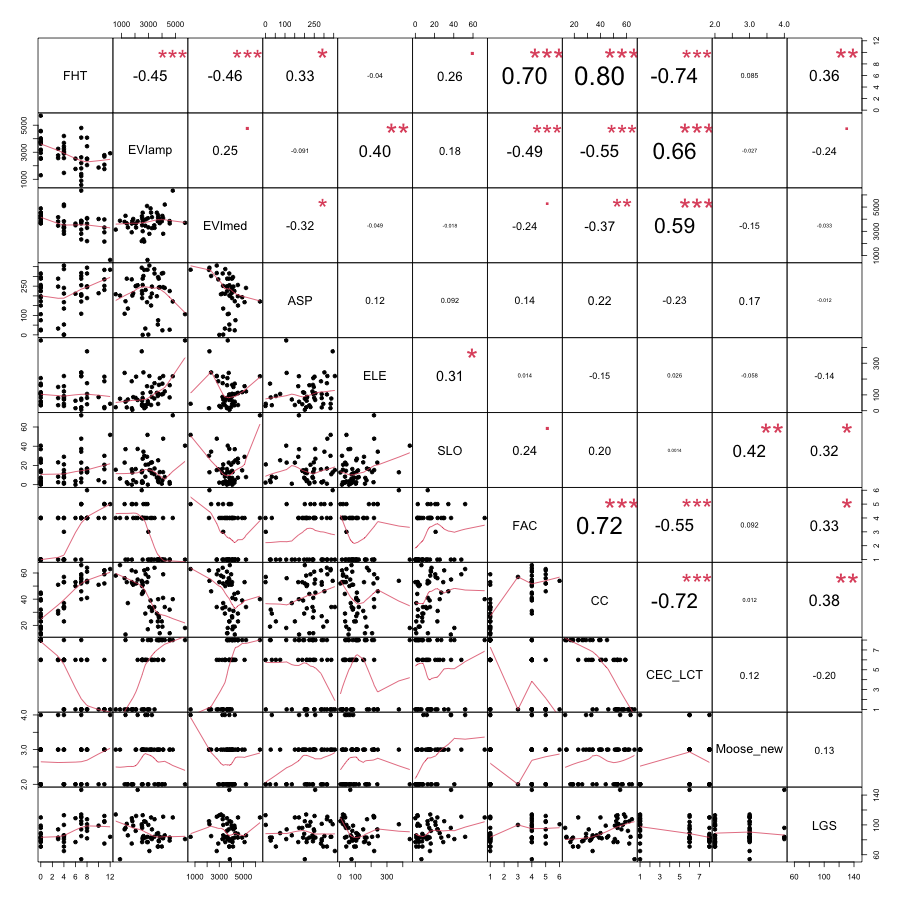 1000 3000 5000 0 100 250 0 20 40 60 20 40 60 2.0 3.0 4.0
FHT *** -0.45 *** -0.46 * 0.33 -0.04 . 0.26 *** 0.70 *** 0.80 *** -0.74 0.085 ** 0.36 0 2 4 6 8 10 12
1000 3000 5000 EVIamp . 0.25 -0.091 ** 0.40 0.18 *** -0.49 *** -0.55 *** 0.66 -0.027 . -0.24
EVImed * -0.32 -0.049 -0.018 . -0.24 ** -0.37 *** 0.59 -0.15 -0.033 1000 3000 5000
0 100 250 ASP 0.12 0.092 0.14 0.22 -0.23 0.17 -0.012
ELE * 0.31 0.014 -0.15 0.026 -0.058 -0.14 0 100 300
0 20 40 60 SLO . 0.24 0.20 0.0014 ** 0.42 * 0.32
FAC *** 0.72 *** -0.55 0.092 * 0.33 1 2 3 4 5 6
20 40 60 CC *** -0.72 0.012 ** 0.38
CEC_LCT 0.12 -0.20 1 3 5 7
2.0 3.0 4.0 Moose_new 0.13
LGS 60 100 140
0 2 4 6 8 12 1000 3000 5000 0 100 300 1 2 3 4 5 6 1 3 5 7 60 100 140